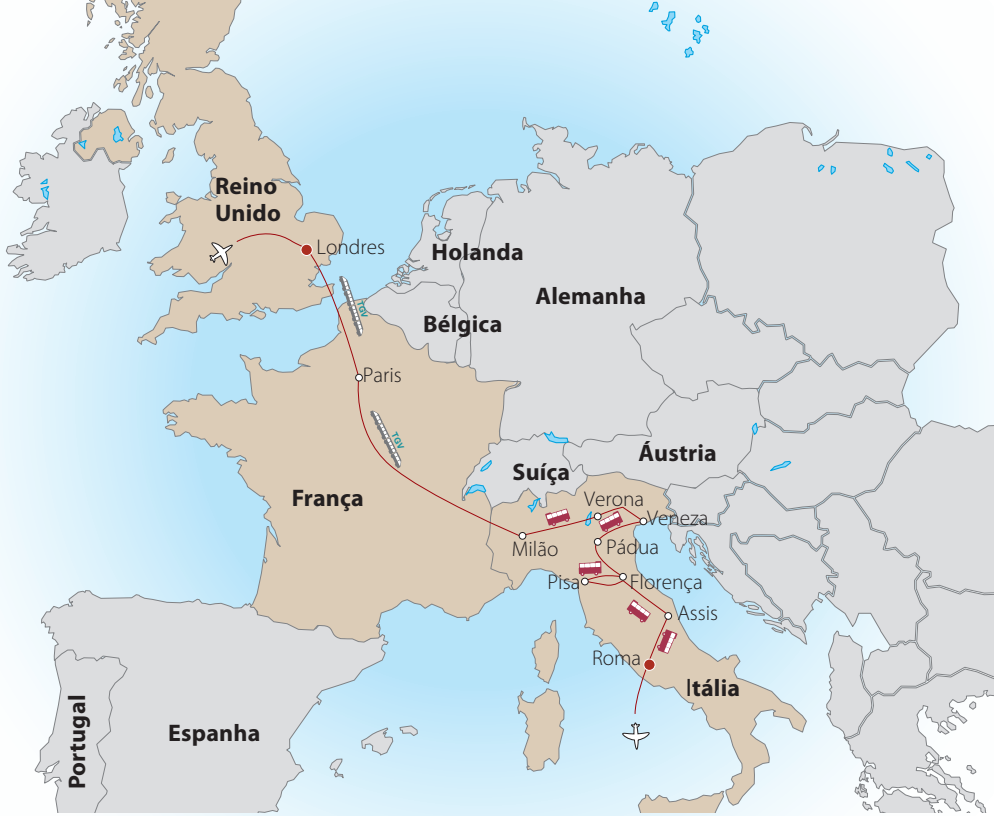 Reino
Unido
Londres
Holanda
TGV
Alemanha
Bélgica
Paris
TGV
Áustria
Suíça
França
Verona
Veneza
Milão
Pádua
Pisa
Florença
Assis
Roma
Itália
Portugal
Espanha